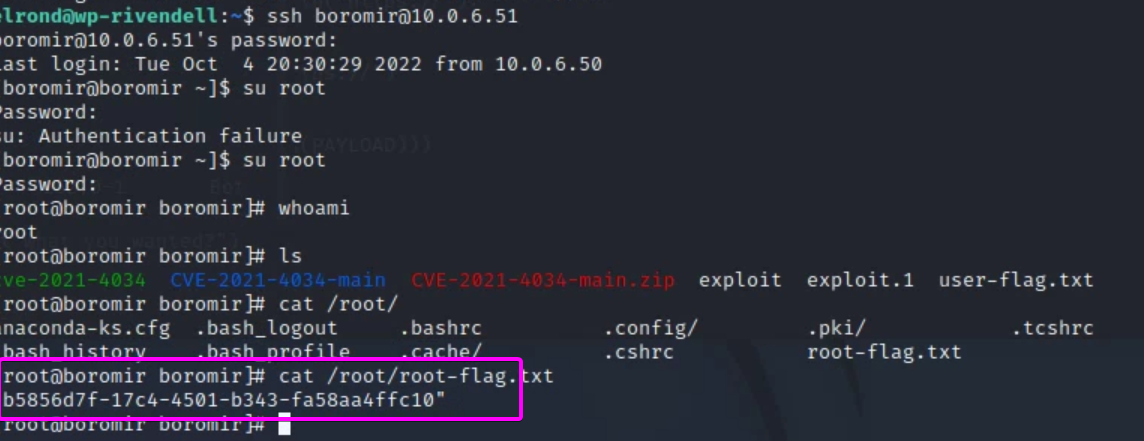 elrond@wp-rivendell:~$ ssh boromir@10.0.6.51
boromir@10.0.6.51's password:
Last login: Tue Oct  4 20:30:29 2022 from 10.0.6.50
boromir@boromir ~]$ su root
Password:
su: Authentication failure
boromir@boromir ~]$ su root
Password:
root@boromir boromir]# whoami
root
root@boromir boromir]# ls
cve-2021-4034  CVE-2021-4034-main  CVE-2021-4034-main.zip  exploit  exploit.1  user-flag.txt
root@boromir boromir]# cat /root/
anaconda-ks.cfg  .bash_logout  .bashrc  .config/  .pki/  .tcshrc
.bash_history  .bash_profile  .cache/  .cshrc  root-flag.txt
root@boromir boromir]# cat /root/root-flag.txt
b5856d7f-17c4-4501-b343-fa58aa4ffc10"
root@boromir boromir]#